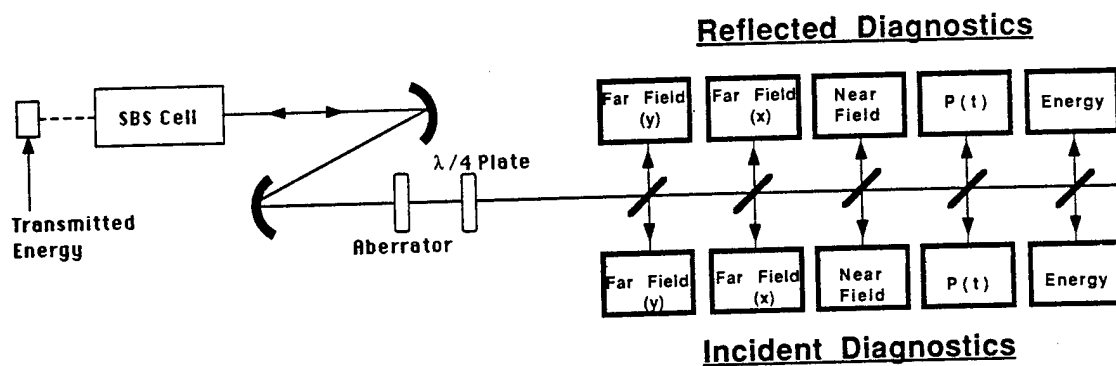 Reflected Diagnostics
Far Field
(y)
Far Field
(x)
Near
Field
P(t)
Energy
SBS Cell
λ/4 Plate
Transmitted
Energy
Aberrator
Far Field
(y)
Far Field
(x)
Near
Field
P(t)
Energy
Incident Diagnostics